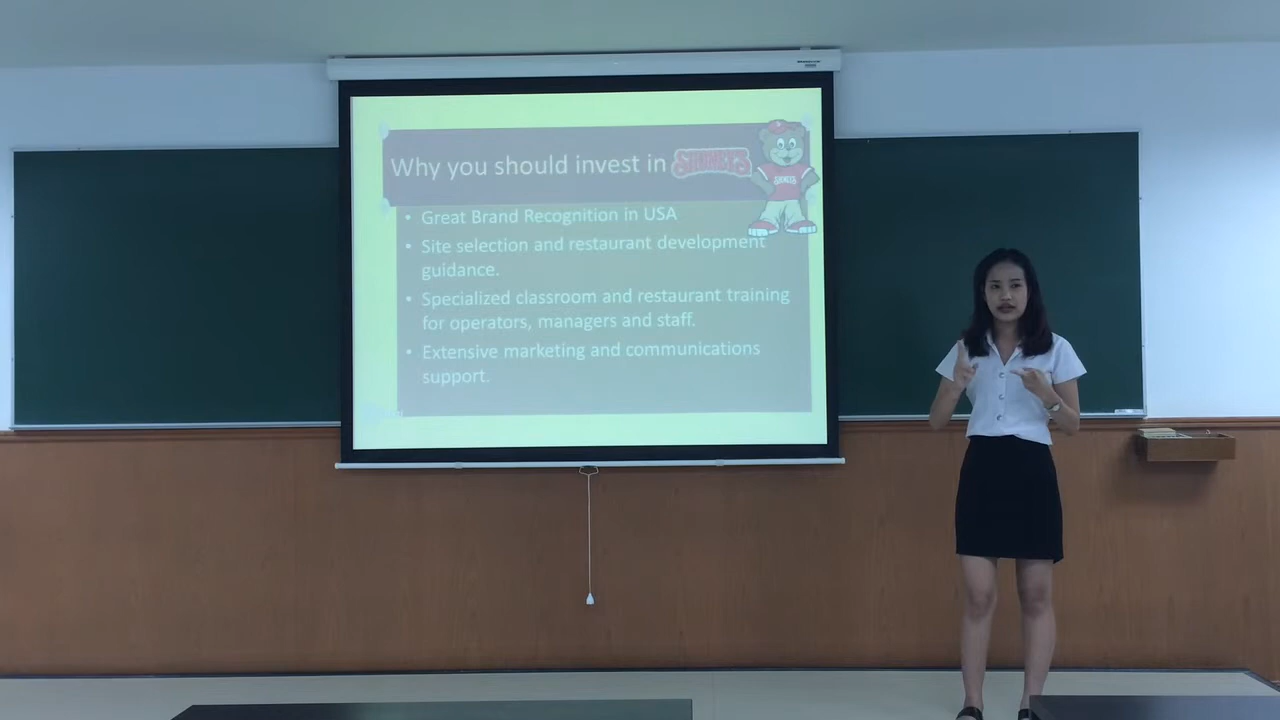 Why you should invest in
• Great Brand Recognition in USA
• Site selection and restaurant development
guidance.
• Specialized classroom and restaurant training
for operators, managers and staff.
• Extensive marketing and communications
support.